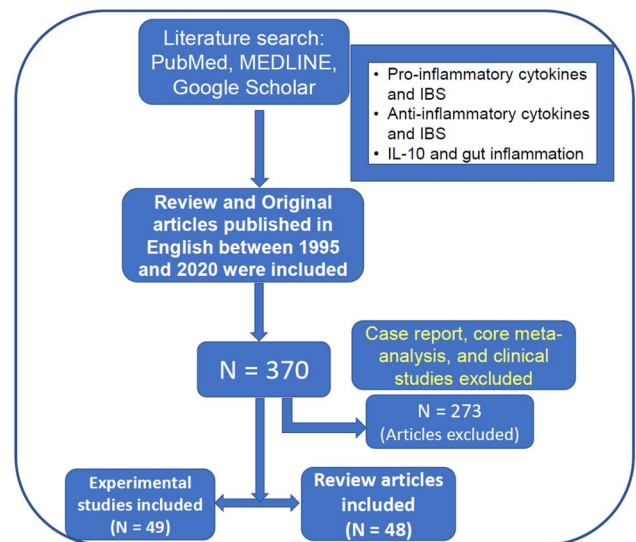 Literature search:
PubMed, MEDLINE,
Google Scholar
• Pro-inflammatory cytokines
and IBS
• Anti-inflammatory cytokines
and IBS
• IL-10 and gut inflammation
Review and Original
articles published in
English between 1995
and 2020 were included
N = 370
Case report, core meta-
analysis, and clinical
studies excluded
N = 273
(Articles excluded)
Experimental
studies included
(N = 49)
Review articles
included
(N = 48)